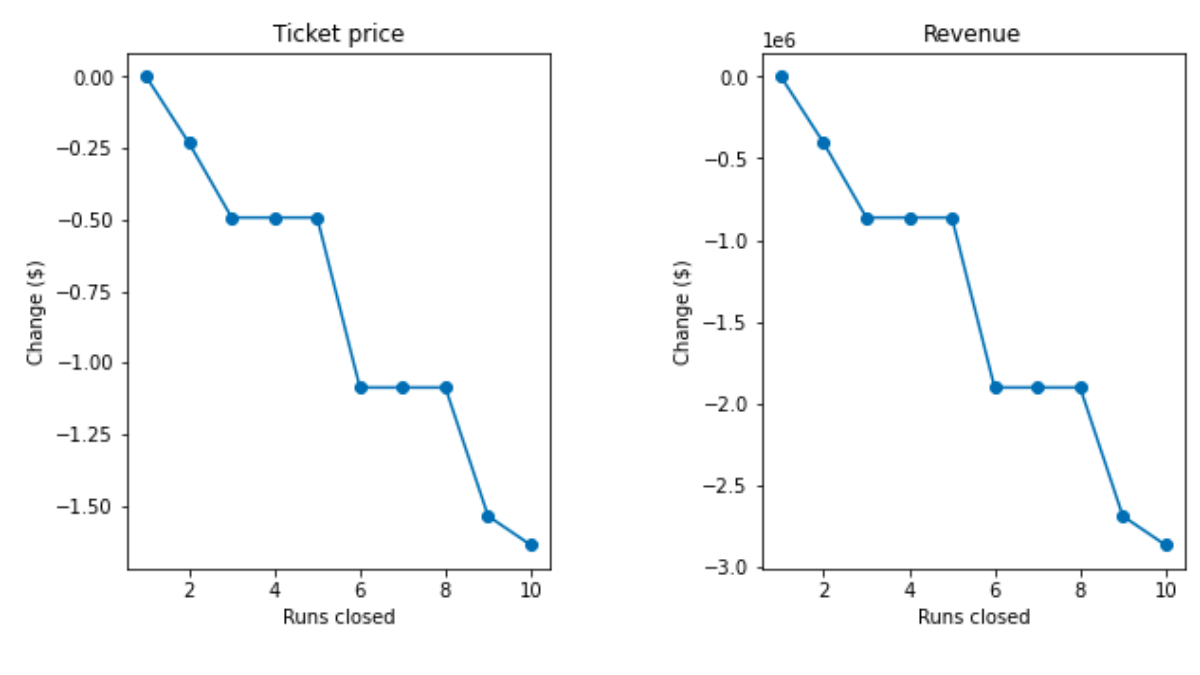 Ticket price
0.00
−0.25
−0.50
−0.75
−1.00
−1.25
−1.50
Change ($)
2 4 6 8 10
Runs closed
Revenue
1e6
0.0
−0.5
−1.0
−1.5
−2.0
−2.5
−3.0
Change ($)
2 4 6 8 10
Runs closed